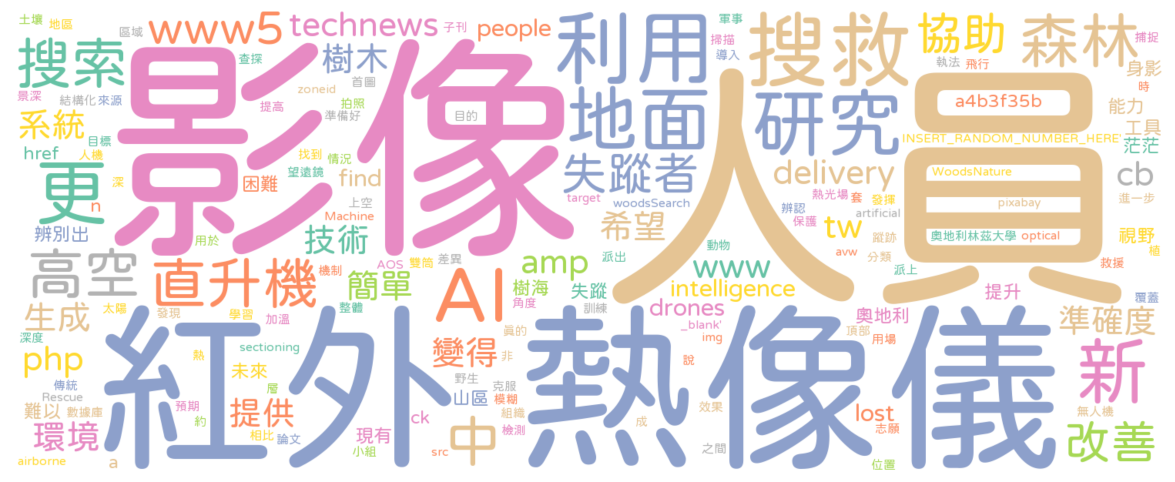 土壤 地區 www5 technews 子刊 people 利用 軍事 搜救 協助 森林 捕捉
搜索 影像 區域 查探 樹木 掃描 導入 執法 飛行 身影
景深 結構化 來源 zoneid 首圖 地面 研究 a4b3f35b 時
系統 提高 拍照 準備好 目的 人員 能力 工具
目標 INSERT_RANDOM_NUMBER_HERE 茫茫
href 人機 找到 情況 失蹤者 delivery WoodsNature cb
更 深 困難 望遠鏡 find target 熱光場 套 發揮 pixabay 進一步
n Machine 上空 woodsSearch 辨認 artificial
辨別出 用於 技術 希望 保護 tw 蹤跡 奧地利林茲大學 optical 視野
高空 直升機 機制 AOS 雙筒 差異 amp 派出 動物 www avw 分類 植
簡單 AI 樹海 失蹤 intelligence 派上 救援
生成 太陽 發現 學習 加溫 整體 角度 訓練 drones 奧地利 提升 覆蓋
深度 sectioning 真的 _blank' img 頂部 用場 準確度
php 熱 變得 非 說 新
傳統 Rescue 未來 層 野生 克服
難以 數據庫 預期 提供 紅外熱像儀 山區 模糊 效果 lost 無人機
環境 約 相比 論文 現有 ck 中 組織 檢測 成 志願 改善
airborne a 小組 src 之間 位置